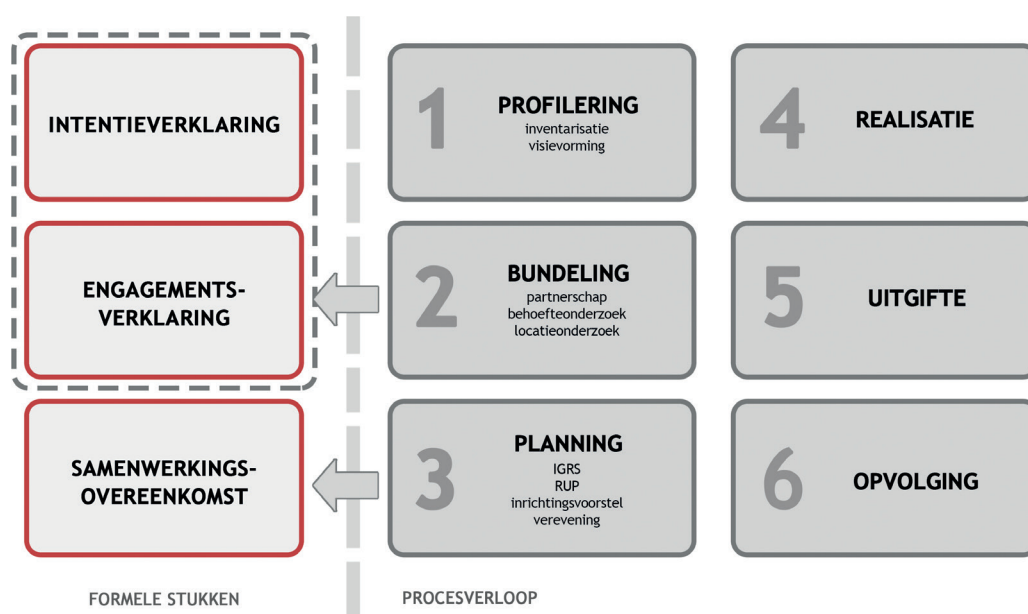 INTENTIEVERKLARING
ENGAGEMENTS-
VERKLARING
SAMENWERKINGS-
OVEREENKOMST
FORMELE STUKKEN
1
PROFILERING
inventarisatie
visievorming
2
BUNDELING
partnerschap
behoefteonderzoek
locatieonderzoek
3
PLANNING
IGRS
RUP
inrichtingsvoorstel
verevening
4
REALISATIE
5
UITGIFTE
6
OPVOLGING
PROCESVERLOOP